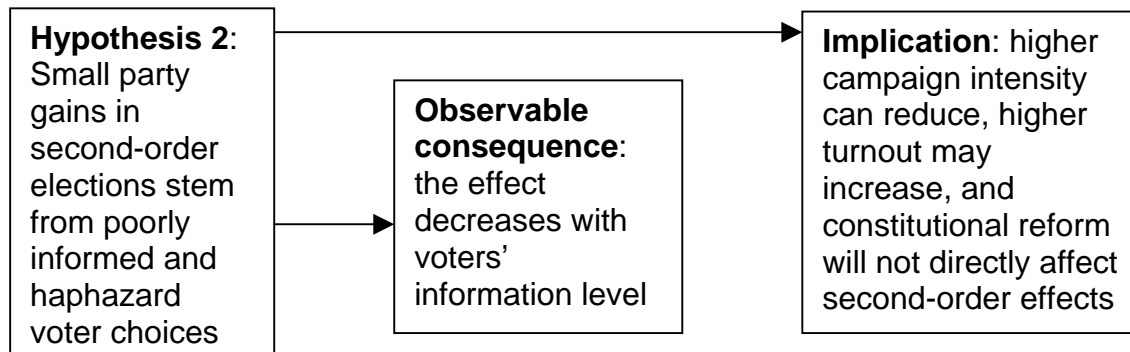 Hypothesis 2:
Small party
gains in
second-order
elections stem
from poorly
informed and
haphazard
voter choices
Observable
consequence:
the effect
decreases with
voters’
information level
Implication: higher
campaign intensity
can reduce, higher
turnout may
increase, and
constitutional reform
will not directly affect
second-order effects